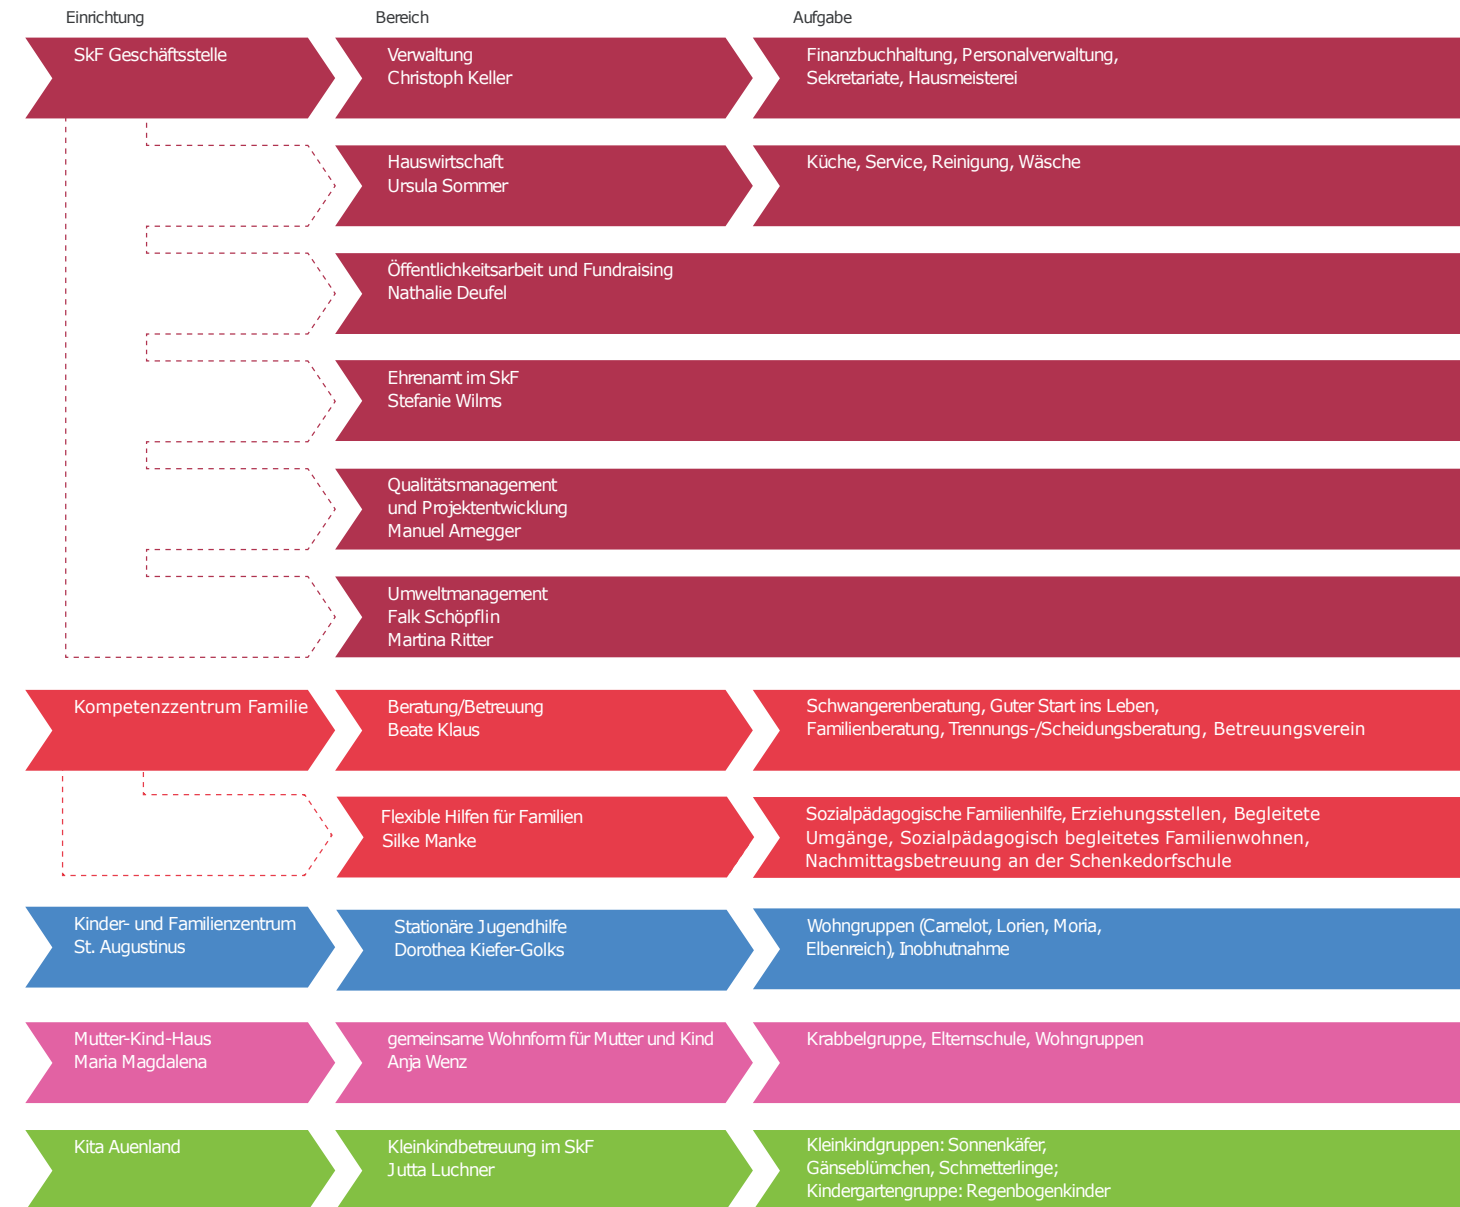 Einrichtung Bereich Aufgabe
SkF Geschäftsstelle
Verwaltung
Christoph Keller
Finanzbuchhaltung, Personalverwaltung,
Sekretariate, Hausmeisterei
Hauswirtschaft
Ursula Sommer
Küche, Service, Reinigung, Wäsche
Öffentlichkeitsarbeit und Fundraising
Nathalie Deufel
Ehrenamt im SkF
Stefanie Wilms
Qualitätsmanagement
und Projektentwicklung
Manuel Arnegger
Umweltmanagement
Falk Schöpflin
Martina Ritter
Kompetenzzentrum Familie
Beratung/Betreuung
Beate Klaus
Schwangerenberatung, Guter Start ins Leben,
Familienberatung, Trennungs-/Scheidungsberatung, Betreuungsverein
Flexible Hilfen für Familien
Silke Manke
Sozialpädagogische Familienhilfe, Erziehungsstellen, Begleitete
Umgänge, Sozialpädagogisch begleitetes Familienwohnen,
Nachmittagsbetreuung an der Schenkedorfschule
Kinder- und Familienzentrum
St. Augustinus
Stationäre Jugendhilfe
Dorothea Kiefer-Golks
Wohngruppen (Camelot, Lorien, Moria,
Elbenreich), Inobhutnahme
Mutter-Kind-Haus
Maria Magdalena
gemeinsame Wohnform für Mutter und Kind
Anja Wenz
Krabbelgruppe, Elternschule, Wohngruppen
Kita Auenland
Kleinkindbetreuung im SkF
Jutta Luchner
Kleinkindgruppen: Sonnenkäfer,
Gänseblümchen, Schmetterlinge;
Kindergartengruppe: Regenbogenkinder